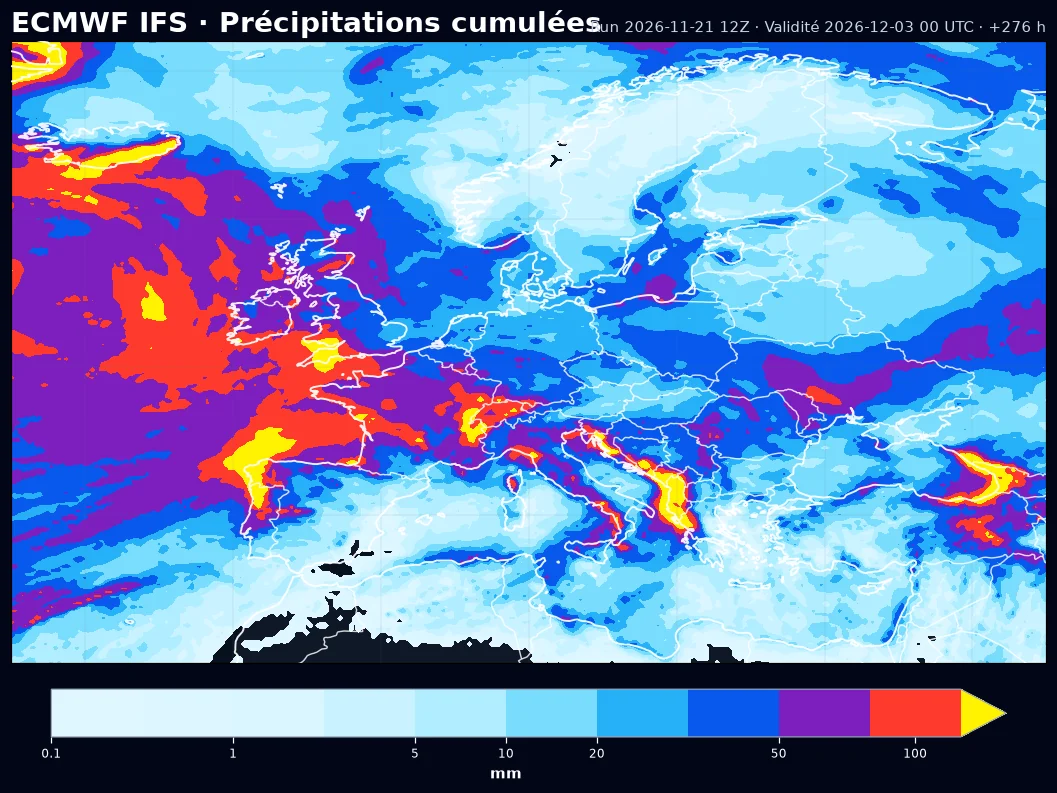 ECMWF IFS · Précipitations cumulées
Run 2026-11-21 12Z · Validité 2026-12-03 00 UTC · +276 h
0.1 1 5 10 20 50 100
mm